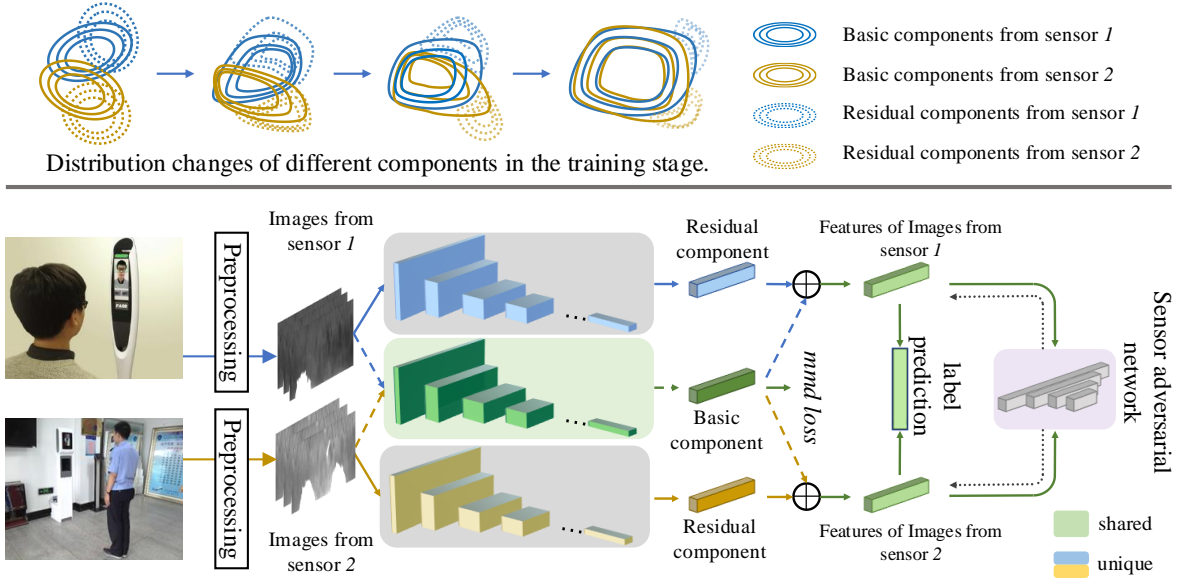 Basic components from sensor 1
Basic components from sensor 2
Residual components from sensor 1
Residual components from sensor 2
Distribution changes of different components in the training stage.
Images from
sensor 1
Preprocessing
Residual
component
Features of Images from
sensor 1
Basic
component
mmd loss
label
prediction
Sensor adversarial
network
Preprocessing
Images from
sensor 2
Residual
component
Features of Images from
sensor 2
shared
unique